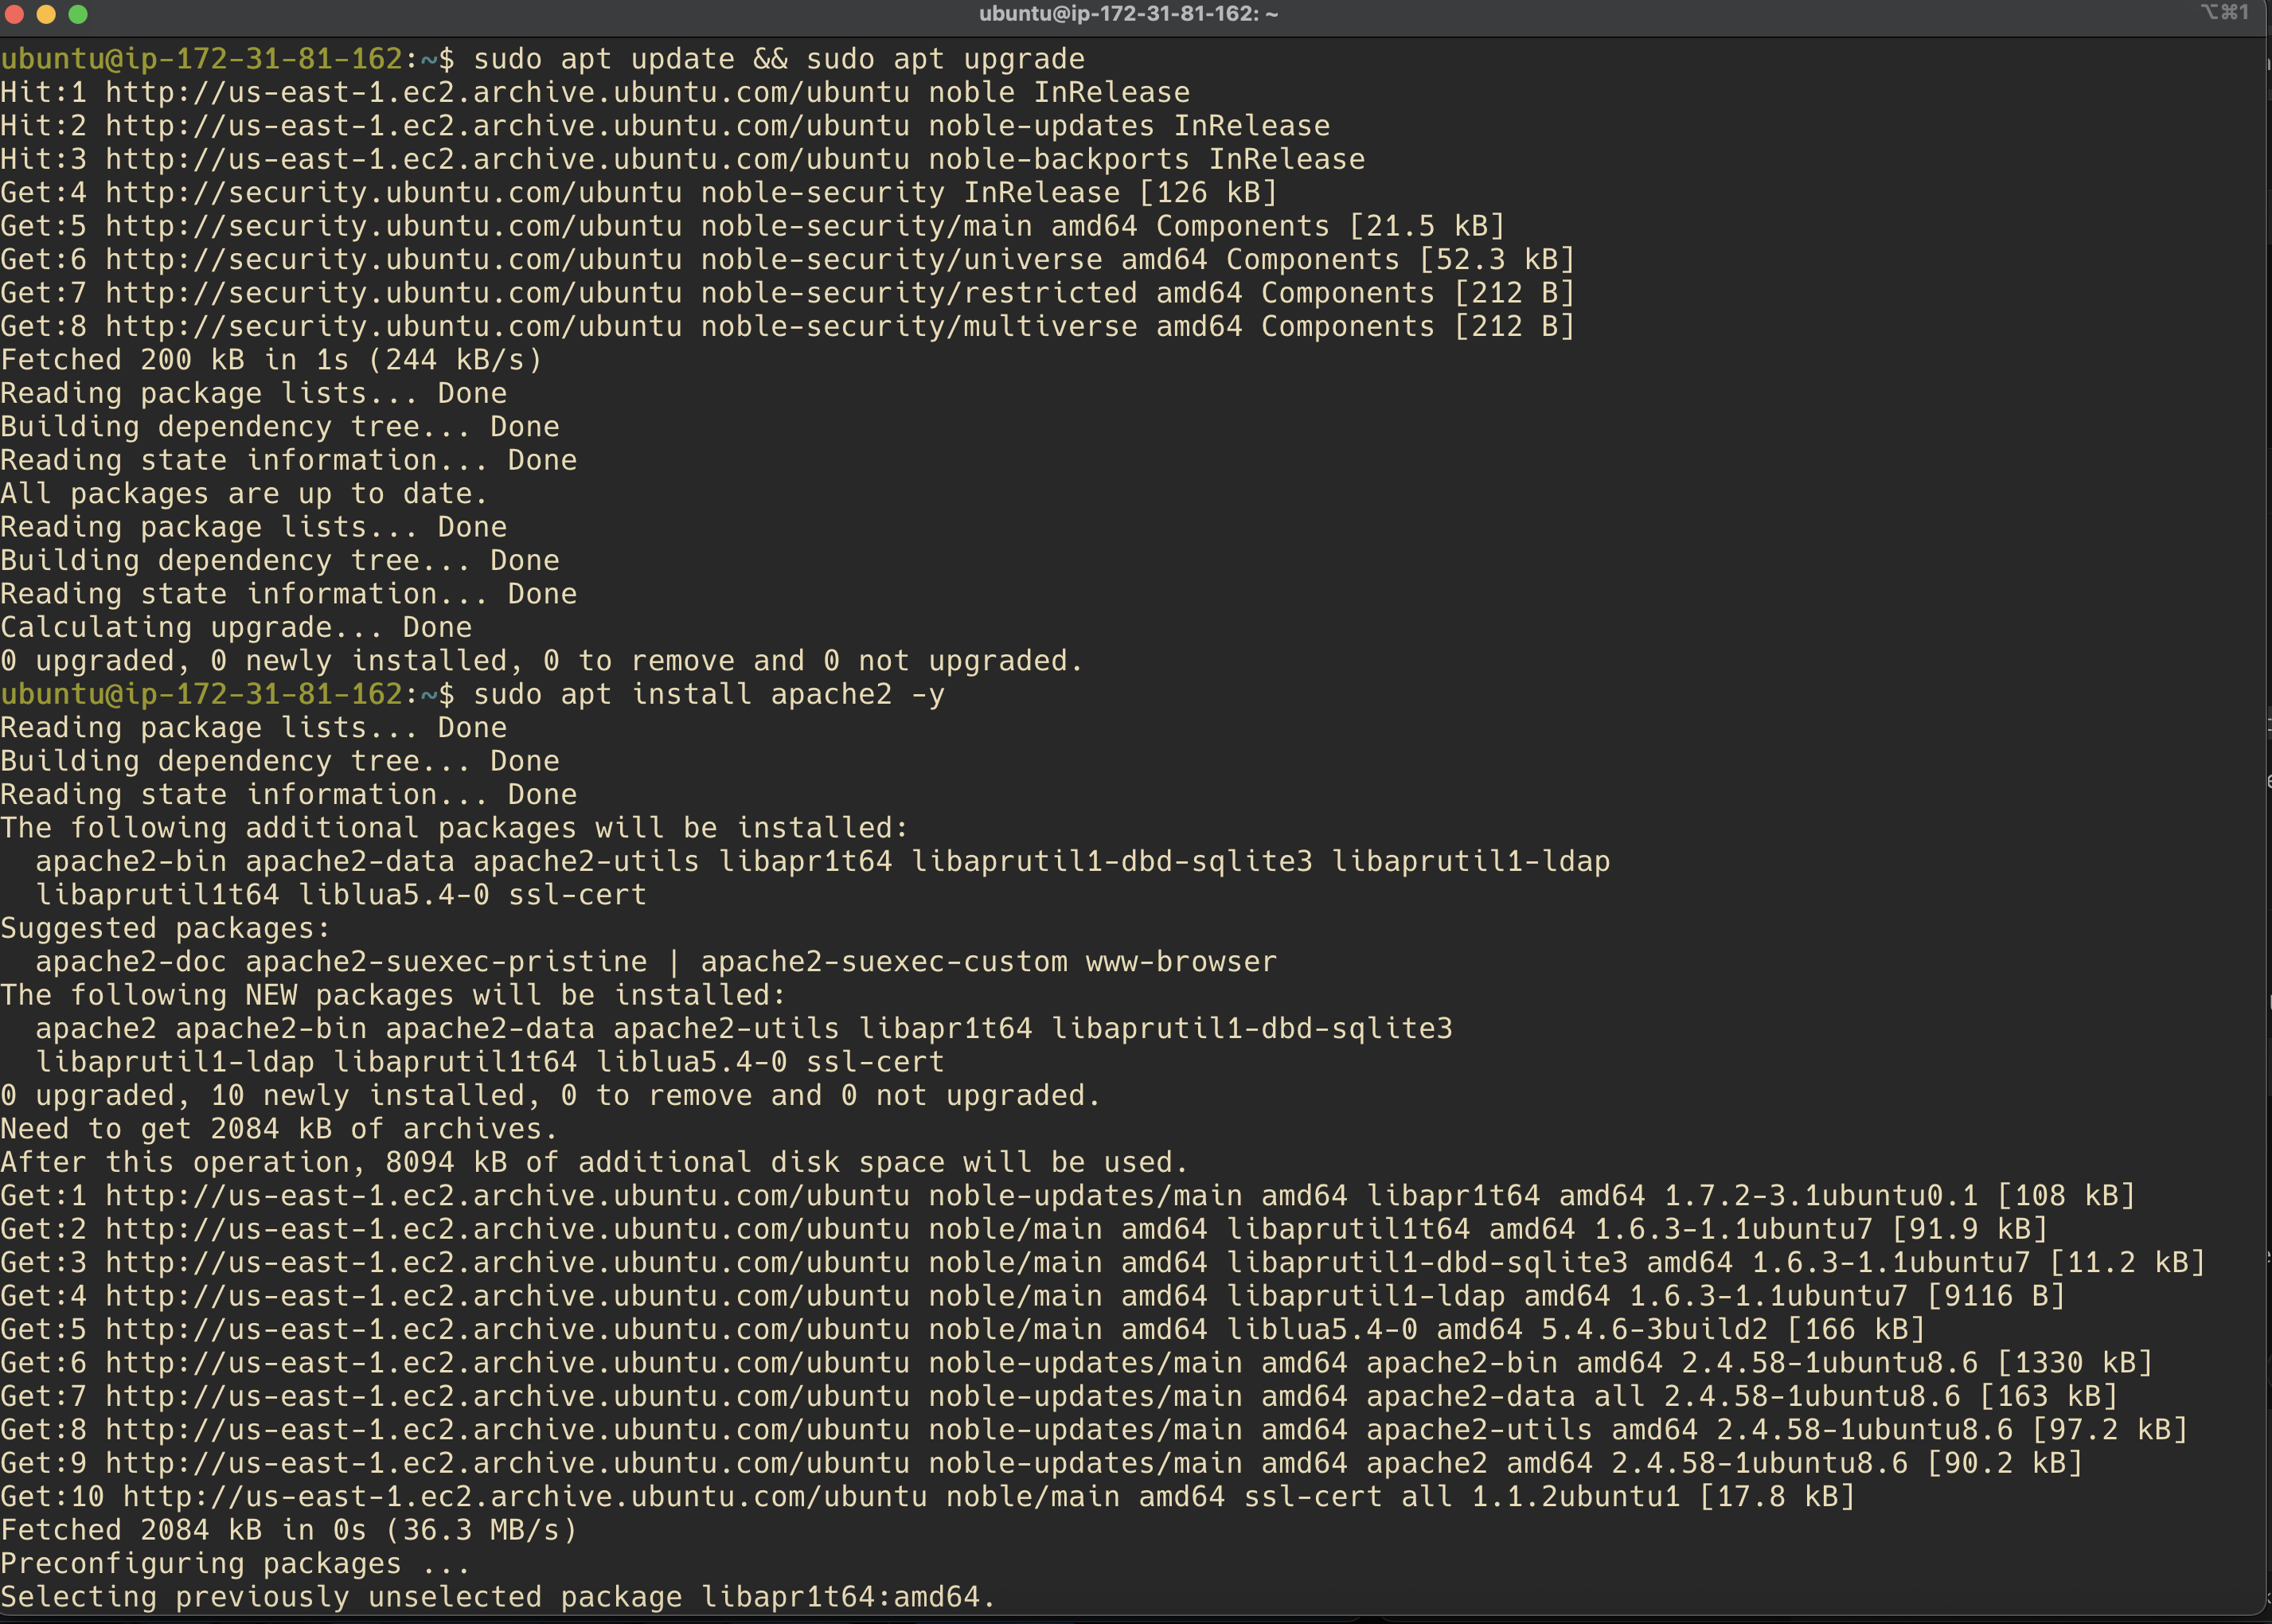 ubuntu@ip-172-31-81-162: ~
⌥⌘1
ubuntu@ip-172-31-81-162:~$ sudo apt update && sudo apt upgrade
Hit:1 http://us-east-1.ec2.archive.ubuntu.com/ubuntu noble InRelease
Hit:2 http://us-east-1.ec2.archive.ubuntu.com/ubuntu noble-updates InRelease
Hit:3 http://us-east-1.ec2.archive.ubuntu.com/ubuntu noble-backports InRelease
Get:4 http://security.ubuntu.com/ubuntu noble-security InRelease [126 kB]
Get:5 http://security.ubuntu.com/ubuntu noble-security/main amd64 Components [21.5 kB]
Get:6 http://security.ubuntu.com/ubuntu noble-security/universe amd64 Components [52.3 kB]
Get:7 http://security.ubuntu.com/ubuntu noble-security/restricted amd64 Components [212 B]
Get:8 http://security.ubuntu.com/ubuntu noble-security/multiverse amd64 Components [212 B]
Fetched 200 kB in 1s (244 kB/s)
Reading package lists... Done
Building dependency tree... Done
Reading state information... Done
All packages are up to date.
Reading package lists... Done
Building dependency tree... Done
Reading state information... Done
Calculating upgrade... Done
0 upgraded, 0 newly installed, 0 to remove and 0 not upgraded.
ubuntu@ip-172-31-81-162:~$ sudo apt install apache2 -y
Reading package lists... Done
Building dependency tree... Done
Reading state information... Done
The following additional packages will be installed:
  apache2-bin apache2-data apache2-utils libapr1t64 libaprutil1-dbd-sqlite3 libaprutil1-ldap
  libaprutil1t64 liblua5.4-0 ssl-cert
Suggested packages:
  apache2-doc apache2-suexec-pristine | apache2-suexec-custom www-browser
The following NEW packages will be installed:
  apache2 apache2-bin apache2-data apache2-utils libapr1t64 libaprutil1-dbd-sqlite3
  libaprutil1-ldap libaprutil1t64 liblua5.4-0 ssl-cert
0 upgraded, 10 newly installed, 0 to remove and 0 not upgraded.
Need to get 2084 kB of archives.
After this operation, 8094 kB of additional disk space will be used.
Get:1 http://us-east-1.ec2.archive.ubuntu.com/ubuntu noble-updates/main amd64 libapr1t64 amd64 1.7.2-3.1ubuntu0.1 [108 kB]
Get:2 http://us-east-1.ec2.archive.ubuntu.com/ubuntu noble/main amd64 libaprutil1t64 amd64 1.6.3-1.1ubuntu7 [91.9 kB]
Get:3 http://us-east-1.ec2.archive.ubuntu.com/ubuntu noble/main amd64 libaprutil1-dbd-sqlite3 amd64 1.6.3-1.1ubuntu7 [11.2 kB]
Get:4 http://us-east-1.ec2.archive.ubuntu.com/ubuntu noble/main amd64 libaprutil1-ldap amd64 1.6.3-1.1ubuntu7 [9116 B]
Get:5 http://us-east-1.ec2.archive.ubuntu.com/ubuntu noble/main amd64 liblua5.4-0 amd64 5.4.6-3build2 [166 kB]
Get:6 http://us-east-1.ec2.archive.ubuntu.com/ubuntu noble-updates/main amd64 apache2-bin amd64 2.4.58-1ubuntu8.6 [1330 kB]
Get:7 http://us-east-1.ec2.archive.ubuntu.com/ubuntu noble-updates/main amd64 apache2-data all 2.4.58-1ubuntu8.6 [163 kB]
Get:8 http://us-east-1.ec2.archive.ubuntu.com/ubuntu noble-updates/main amd64 apache2-utils amd64 2.4.58-1ubuntu8.6 [97.2 kB]
Get:9 http://us-east-1.ec2.archive.ubuntu.com/ubuntu noble-updates/main amd64 apache2 amd64 2.4.58-1ubuntu8.6 [90.2 kB]
Get:10 http://us-east-1.ec2.archive.ubuntu.com/ubuntu noble/main amd64 ssl-cert all 1.1.2ubuntu1 [17.8 kB]
Fetched 2084 kB in 0s (36.3 MB/s)
Preconfiguring packages ...
Selecting previously unselected package libapr1t64:amd64.